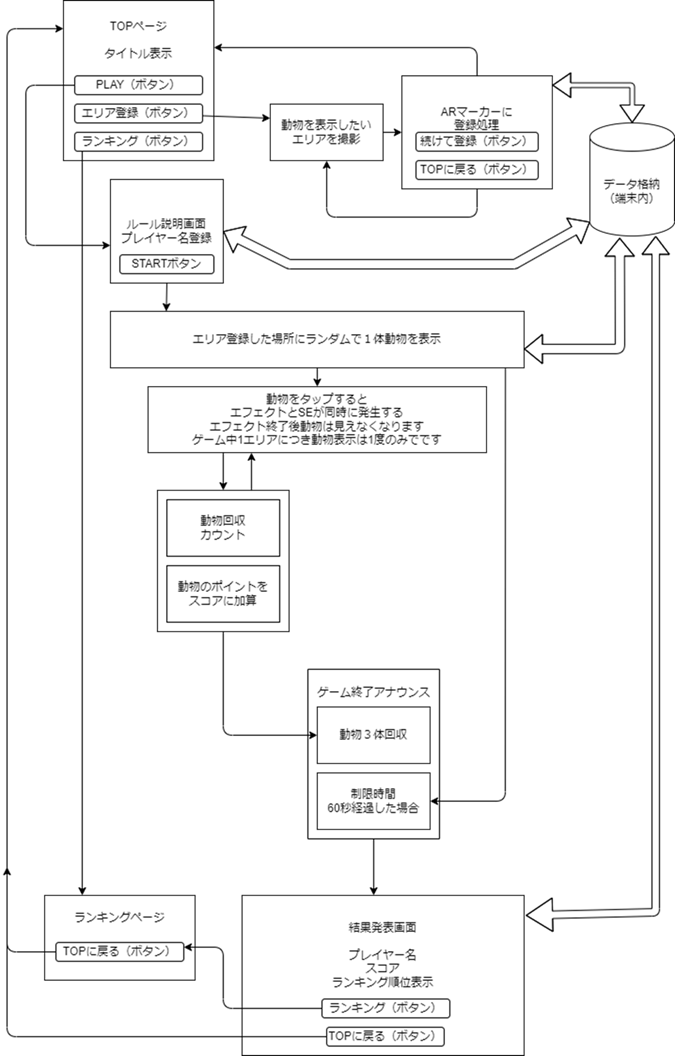 TOPページ
タイトル表示
PLAY（ボタン）
エリア登録（ボタン）
ランキング（ボタン）
動物を表示したい
エリアを撮影
ARマーカーに
登録処理
続けて登録（ボタン）
TOPに戻る（ボタン）
データ格納
（端末内）
ルール説明画面
プレイヤー名登録
STARTボタン
エリア登録した場所にランダムで１体動物を表示
動物をタップすると
エフェクトとSEが同時に発生する
エフェクト終了後動物は見えなくなります
ゲーム中1エリアにつき動物表示は1度のみでです
動物回収
カウント
動物のポイントを
スコアに加算
ゲーム終了アナウンス
動物３体回収
制限時間
60秒経過した場合
ランキングページ
TOPに戻る（ボタン）
結果発表画面
プレイヤー名
スコア
ランキング順位表示
ランキング（ボタン）
TOPに戻る（ボタン）